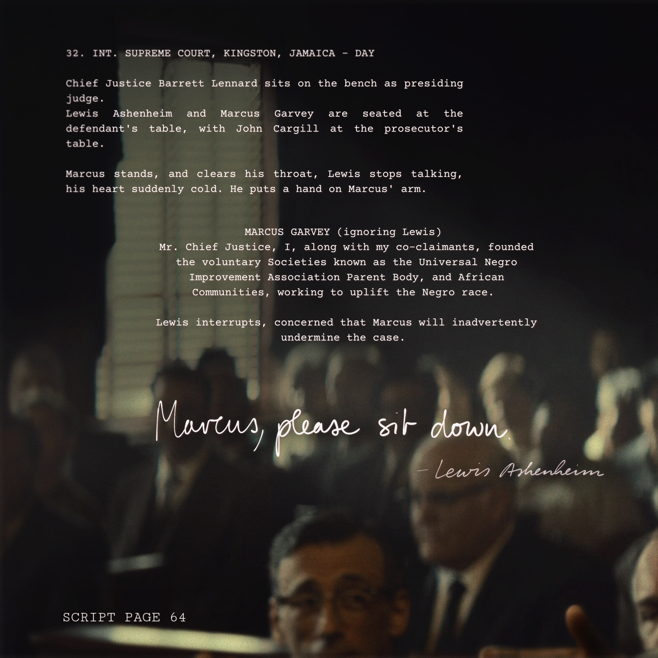 32. INT. SUPREME COURT, KINGSTON, JAMAICA - DAY
Chief Justice Barrett Lennard sits on the bench as presiding
judge.
Lewis Ashenheim and Marcus Garvey are seated at the
defendant's table, with John Cargill at the prosecutor's
table.
Marcus stands, and clears his throat, Lewis stops talking,
his heart suddenly cold. He puts a hand on Marcus' arm.
MARCUS GARVEY (ignoring Lewis)
Mr. Chief Justice, I, along with my co-claimants, founded
the voluntary Societies known as the Universal Negro
Improvement Association Parent Body, and African
Communities, working to uplift the Negro race.
Lewis interrupts, concerned that Marcus will inadvertently
undermine the case.
Marcus, please sit down.
- Lewis Ashenheim
SCRIPT PAGE 64